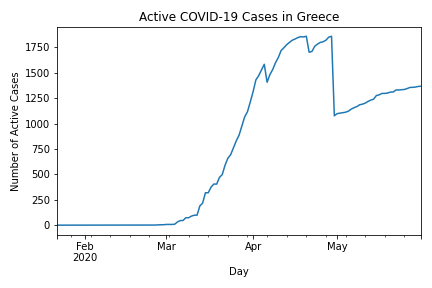 Active COVID-19 Cases in Greece
Number of Active Cases
1750
1500
1250
1000
750
500
250
0
Feb
2020
Mar
Apr
May
Day